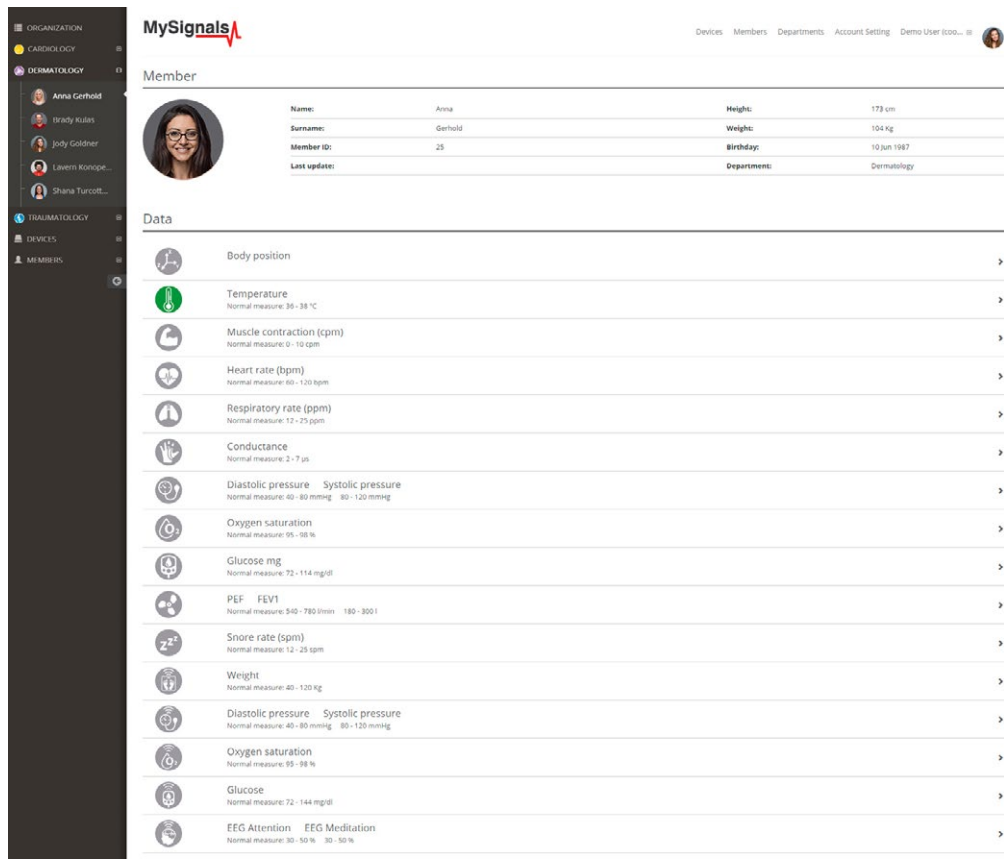 MySignals
Devices Members Departments Account Setting Demo User (coo...
ORGANIZATION
CARDIOLOGY
DERMATOLOGY
Anna Gerhold
Brady Kulas
Jody Goldner
Lavern Konope...
Shana Turcott...
TRAUMATOLOGY
DEVICES
MEMBERS
Member
Name: Anna Height: 173 cm
Surname: Gerhold Weight: 104 Kg
Member ID: 25 Birthday: 10 Jun 1987
Last update: Department: Dermatology
Data
Body position
Temperature
Normal measure: 36 - 38 °C
Muscle contraction (cpm)
Normal measure: 0 - 10 cpm
Heart rate (bpm)
Normal measure: 60 - 120 bpm
Respiratory rate (ppm)
Normal measure: 12 - 25 ppm
Conductance
Normal measure: 2 - 7 µs
Diastolic pressure Systolic pressure
Normal measure: 40 - 80 mmHg 80 - 120 mmHg
Oxygen saturation
Normal measure: 95 - 98 %
Glucose mg
Normal measure: 72 - 114 mg/dl
PEF FEV1
Normal measure: 540 - 780 l/min 180 - 300 l
Snore rate (spm)
Normal measure: 12 - 25 spm
Weight
Normal measure: 40 - 120 Kg
Diastolic pressure Systolic pressure
Normal measure: 40 - 80 mmHg 80 - 120 mmHg
Oxygen saturation
Normal measure: 95 - 98 %
Glucose
Normal measure: 72 - 144 mg/dl
EEG Attention EEG Meditation
Normal measure: 30 - 50 % 30 - 50 %